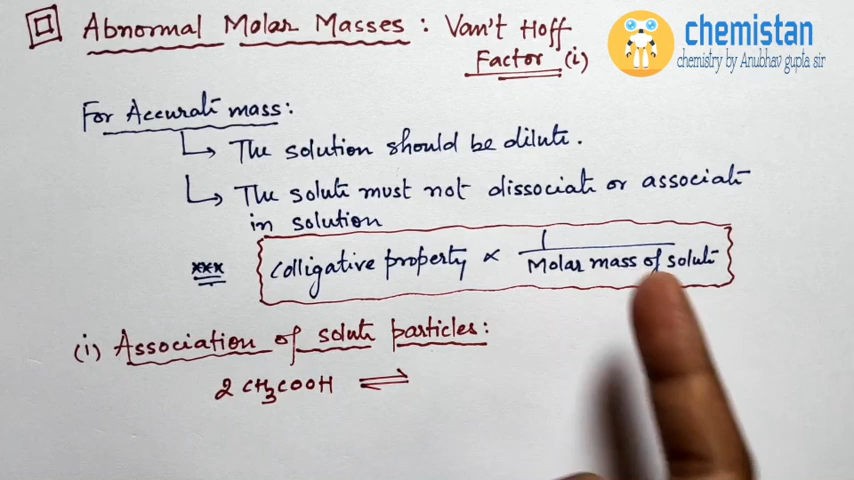 Abnormal Molar Masses : Van't Hoff
Factor (i)
chemistan
chemistry by Anubhav gupta sir
For Accurate mass:
↳ The solution should be dilute.
↳ The solute must not dissociate or associate
in solution
*** Colligative property ∝ 1 / Molar mass of solute
(i) Association of solute particles:
2 CH₃COOH ⇌